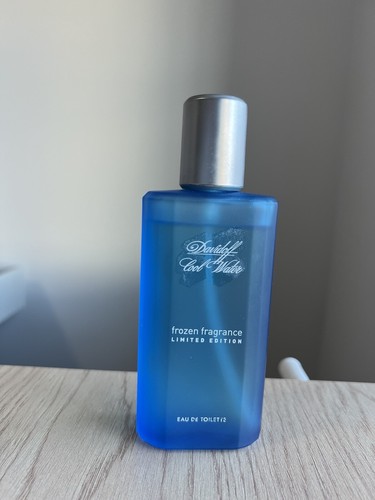 Davidoff
Cool Water
frozen fragrance
LIMITED EDITION
EAU DE TOILETTE